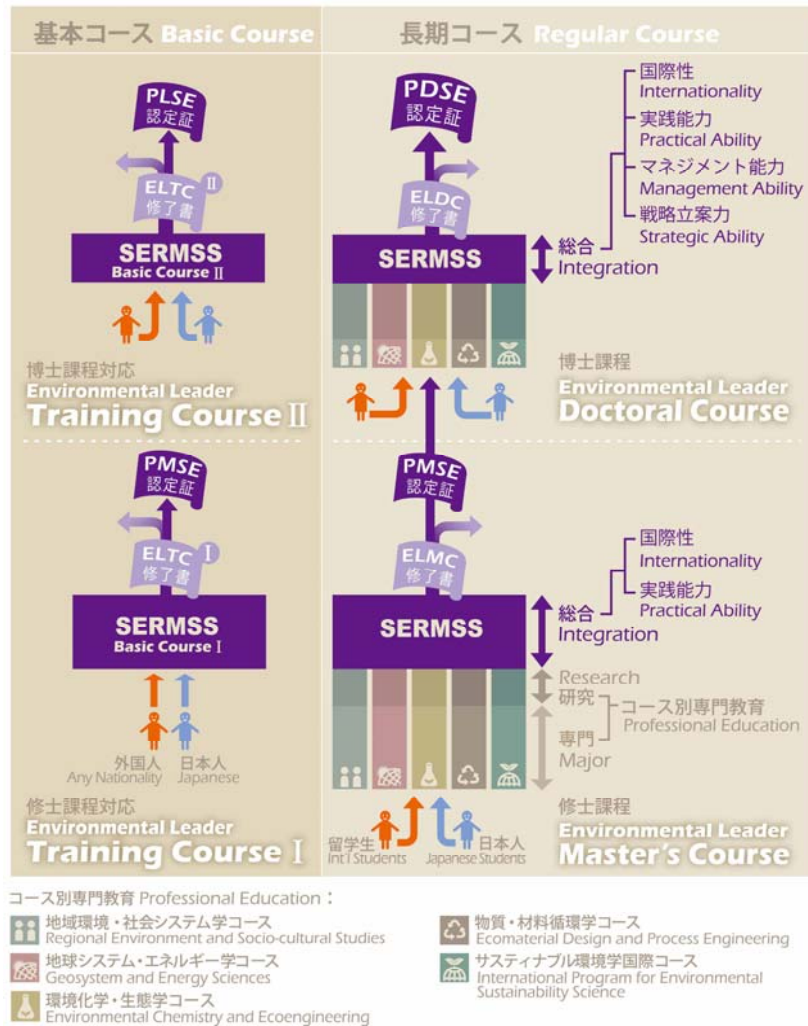 基本コース Basic Course
長期コース Regular Course
PLSE
認定証
ELTC II
修了書
SERMSS
Basic Course II
博士課程対応
Environmental Leader
Training Course II
PDSE
認定証
ELDC
修了書
SERMSS
総合
Integration
国際性
Internationality
実践能力
Practical Ability
マネジメント能力
Management Ability
戦略立案力
Strategic Ability
博士課程
Environmental Leader
Doctoral Course
PMSE
認定証
ELTC I
修了書
SERMSS
Basic Course I
外国人
Any Nationality
日本人
Japanese
修士課程対応
Environmental Leader
Training Course I
PMSE
認定証
ELMC
修了書
SERMSS
総合
Integration
国際性
Internationality
実践能力
Practical Ability
Research
研究
コース別専門教育
Professional Education
専門
Major
留学生
Int'l Students
日本人
Japanese Students
修士課程
Environmental Leader
Master's Course
コース別専門教育 Professional Education：
地域環境・社会システム学コース
Regional Environment and Socio-cultural Studies
地球システム・エネルギー学コース
Geosystem and Energy Sciences
環境化学・生態学コース
Environmental Chemistry and Ecoengineering
物質・材料循環学コース
Ecomaterial Design and Process Engineering
サスティナブル環境学国際コース
International Program for Environmental
Sustainability Science